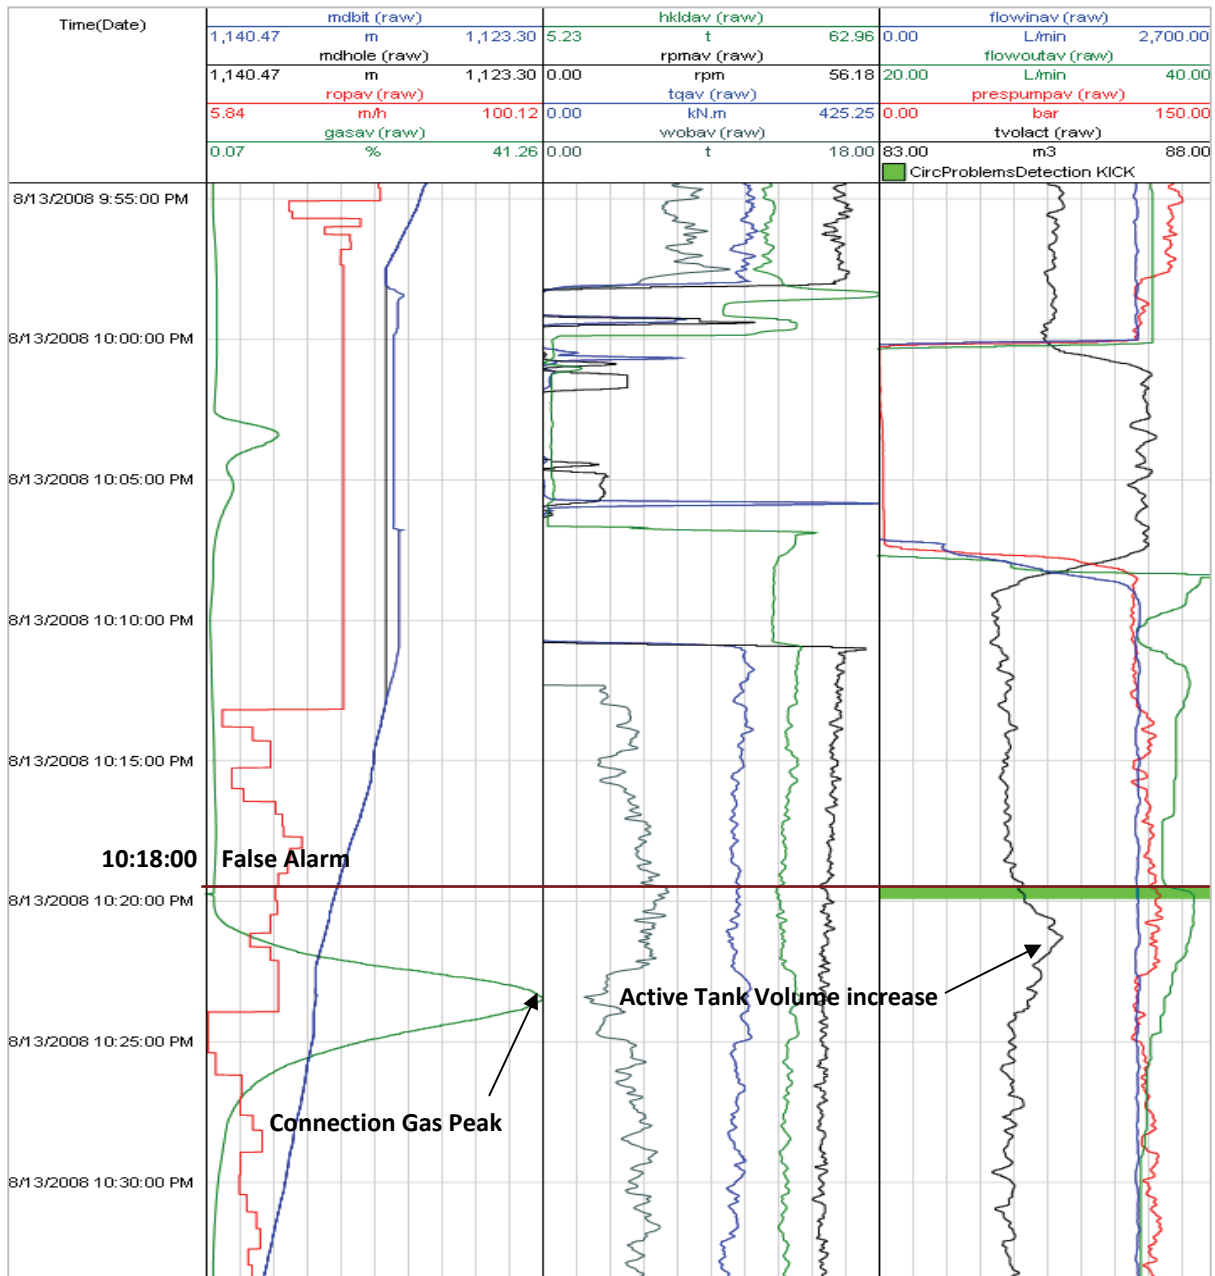 Time(Date)
mdbit (raw)
1,140.47 m 1,123.30
mdhole (raw)
1,140.47 m 1,123.30
ropav (raw)
5.84 m/h 100.12
gasav (raw)
0.07 % 41.26
hkldav (raw)
5.23 t 62.96
rpmav (raw)
0.00 rpm 56.18
tqav (raw)
0.00 kN.m 425.25
wobav (raw)
0.00 t 18.00
flowinav (raw)
0.00 L/min 2,700.00
flowoutav (raw)
20.00 L/min 40.00
prespumpav (raw)
0.00 bar 150.00
tvolact (raw)
83.00 m3 88.00
CircProblemsDetection KICK
8/13/2008 9:55:00 PM
8/13/2008 10:00:00 PM
8/13/2008 10:05:00 PM
8/13/2008 10:10:00 PM
8/13/2008 10:15:00 PM
10:18:00 False Alarm
8/13/2008 10:20:00 PM
Active Tank Volume increase
8/13/2008 10:25:00 PM
Connection Gas Peak
8/13/2008 10:30:00 PM